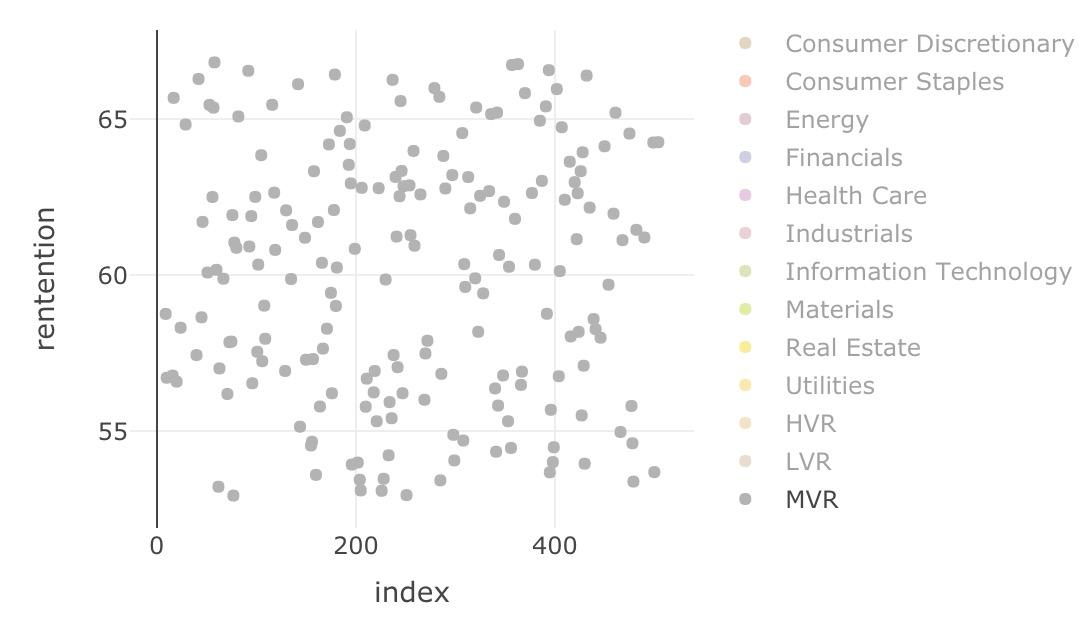 65
60
55
rentention
0
200
400
index
Consumer Discretionary
Consumer Staples
Energy
Financials
Health Care
Industrials
Information Technology
Materials
Real Estate
Utilities
HVR
LVR
MVR